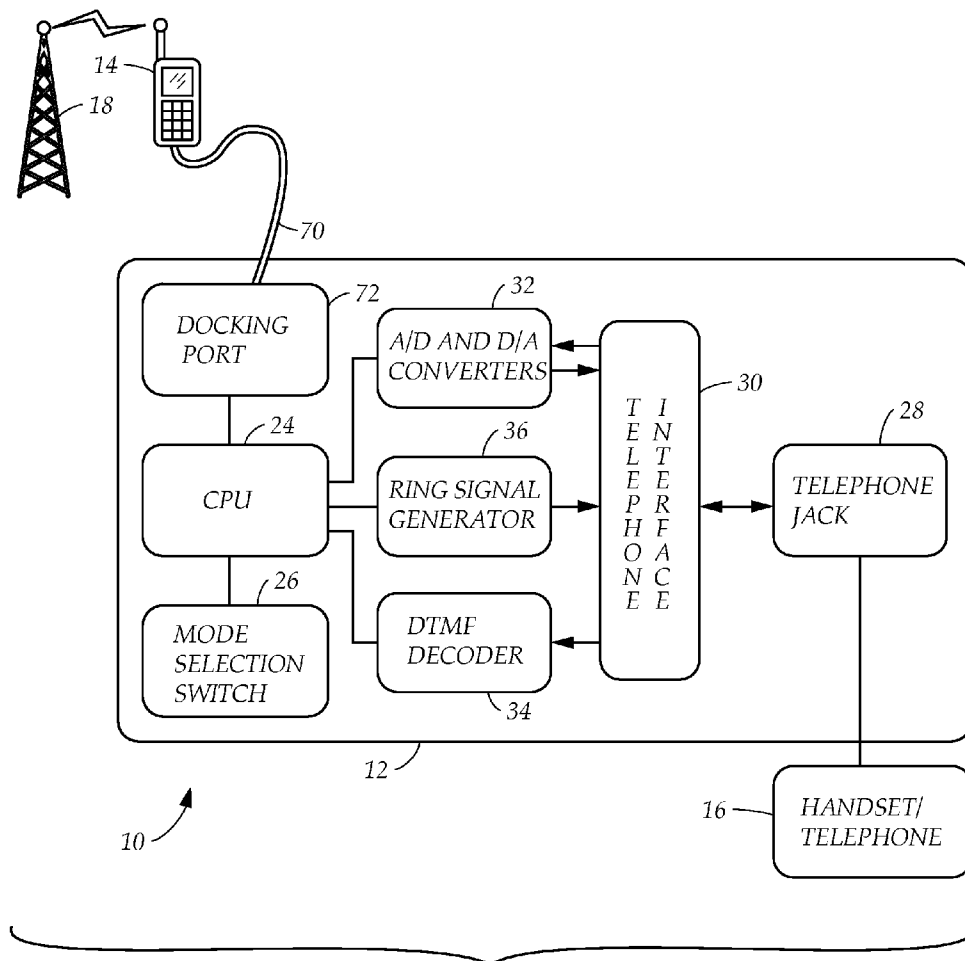 14
18
70
72
DOCKING
PORT
32
A/D AND D/A
CONVERTERS
30
TELEPHONE
INTERFACE
24
CPU
36
RING SIGNAL
GENERATOR
28
TELEPHONE
JACK
26
MODE
SELECTION
SWITCH
DTMF
DECODER
34
12
10
16
HANDSET/
TELEPHONE